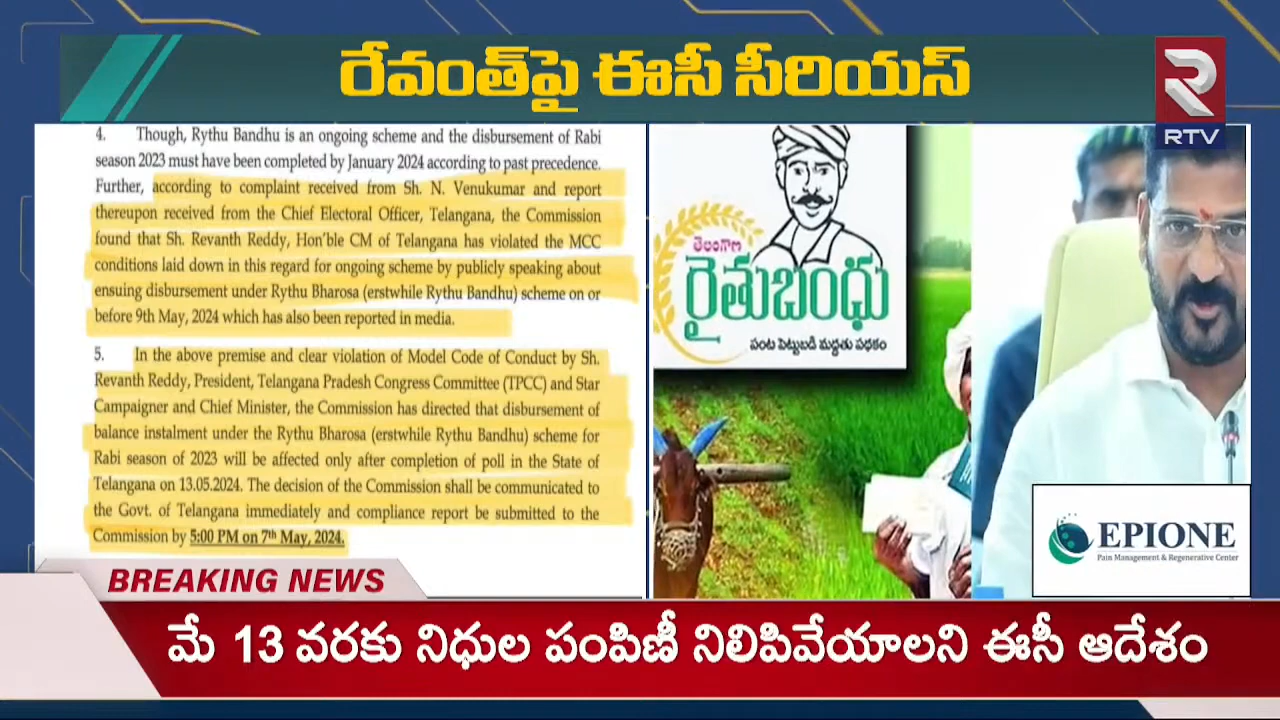 రేవంత్‌పై ఈసీ సీరియస్
RTV
4. Though, Rythu Bandhu is an ongoing scheme and the disbursement of Rabi
season 2023 must have been completed by January 2024 according to past precedence.
Further, according to complaint received from Sh. N. Venukumar and report
thereupon received from the Chief Electoral Officer, Telangana, the Commission
found that Sh. Revanth Reddy, Hon'ble CM of Telangana has violated the MCC
conditions laid down in this regard for ongoing scheme by publicly speaking about
ensuing disbursement under Rythu Bharosa (erstwhile Rythu Bandhu) scheme on or
before 9th May, 2024 which has also been reported in media.
5. In the above premise and clear violation of Model Code of Conduct by Sh.
Revanth Reddy, President, Telangana Pradesh Congress Committee (TPCC) and Star
Campaigner and Chief Minister, the Commission has directed that disbursement of
balance instalment under the Rythu Bharosa (erstwhile Rythu Bandhu) scheme for
Rabi season of 2023 will be affected only after completion of poll in the State of
Telangana on 13.05.2024. The decision of the Commission shall be communicated to
the Govt. of Telangana immediately and compliance report be submitted to the
Commission by 5:00 PM on 7th May, 2024.
తెలంగాణ
రైతుబంధు
పంట పెట్టుబడి మద్దతు పథకం
EPIONE
Pain Management & Regenerative Center
BREAKING NEWS
మే 13 వరకు నిధుల పంపిణీ నిలిపివేయాలని ఈసీ ఆదేశం